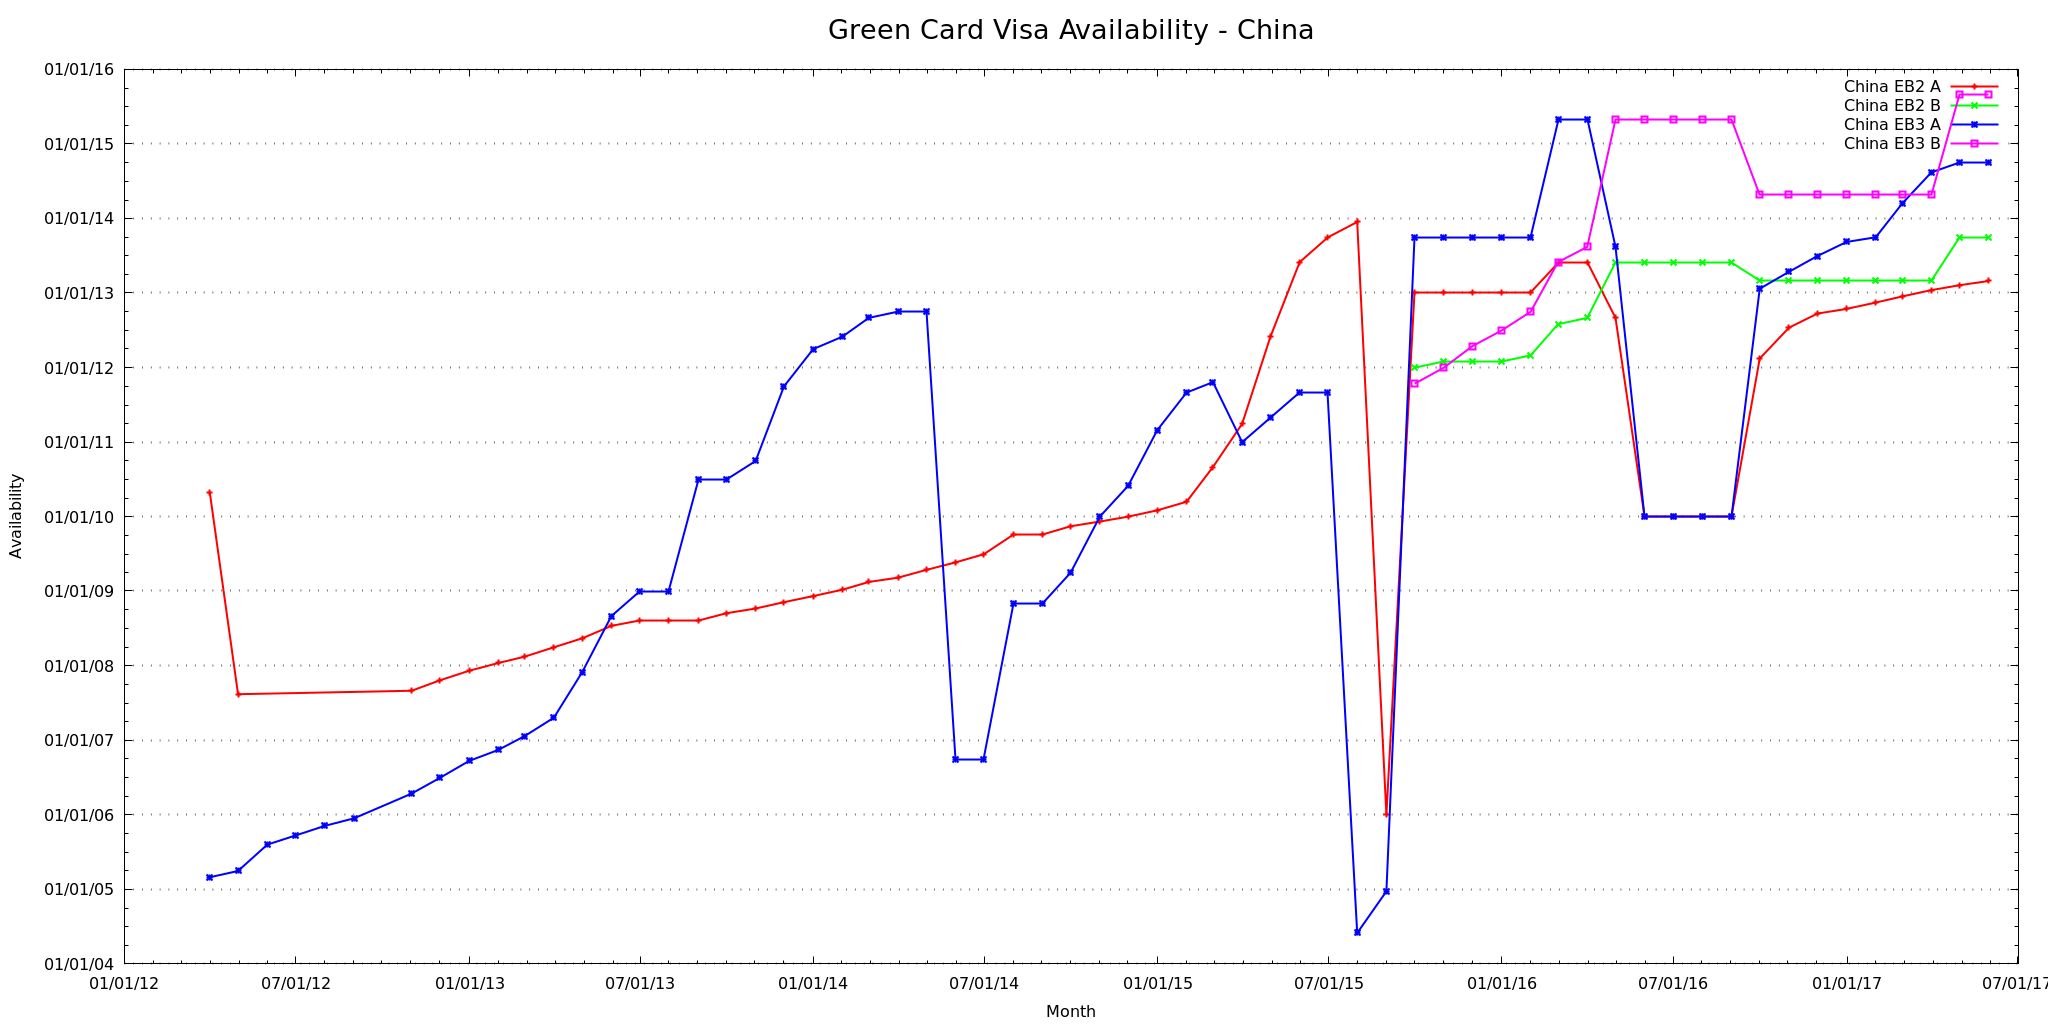 Green Card Visa Availability - China
01/01/16
01/01/15
01/01/14
01/01/13
01/01/12
01/01/11
01/01/10
01/01/09
01/01/08
01/01/07
01/01/06
01/01/05
01/01/04
Availability
China EB2 A
China EB2 B
China EB3 A
China EB3 B
01/01/12 07/01/12 01/01/13 07/01/13 01/01/14 07/01/14 01/01/15 07/01/15 01/01/16 07/01/16 01/01/17 07/01/17
Month